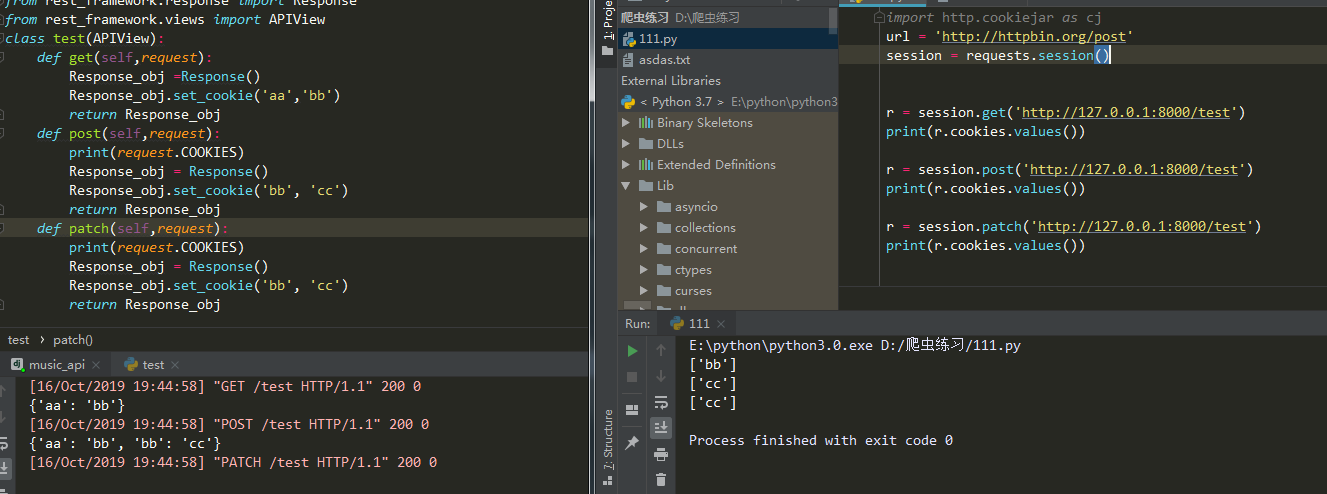 from rest_framework.response import Response
from rest_framework.views import APIView
class test(APIView):
def get(self,request):
Response_obj =Response()
Response_obj.set_cookie('aa','bb')
return Response_obj
def post(self,request):
print(request.COOKIES)
Response_obj = Response()
Response_obj.set_cookie('bb', 'cc')
return Response_obj
def patch(self,request):
print(request.COOKIES)
Response_obj = Response()
Response_obj.set_cookie('bb', 'cc')
return Response_obj
test › patch()
music_api × test ×
[16/Oct/2019 19:44:58] "GET /test HTTP/1.1" 200 0
{'aa': 'bb'}
[16/Oct/2019 19:44:58] "POST /test HTTP/1.1" 200 0
{'aa': 'bb', 'bb': 'cc'}
[16/Oct/2019 19:44:58] "PATCH /test HTTP/1.1" 200 0
1: Proje
爬虫练习 D:\爬虫练习
111.py
asdas.txt
External Libraries
< Python 3.7 > E:\python\python3
Binary Skeletons
DLLs
Extended Definitions
Lib
asyncio
collections
concurrent
ctypes
curses
import http.cookiejar as cj
url = 'http://httpbin.org/post'
session = requests.session()
r = session.get('http://127.0.0.1:8000/test')
print(r.cookies.values())
r = session.post('http://127.0.0.1:8000/test')
print(r.cookies.values())
r = session.patch('http://127.0.0.1:8000/test')
print(r.cookies.values())
Run: 111 ×
E:\python\python3.0.exe D:/爬虫练习/111.py
['bb']
['cc']
['cc']
Process finished with exit code 0
7: Structure